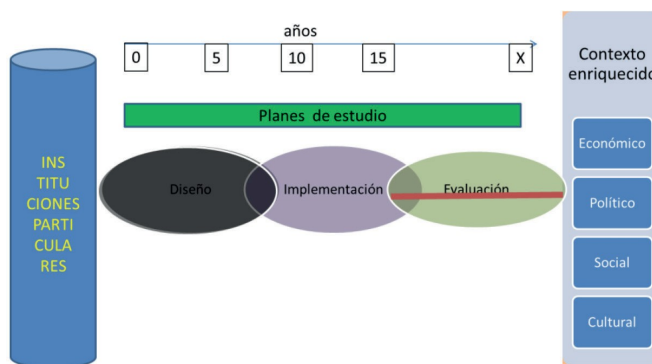 años
0 5 10 15 X
Planes de estudio
INS
TITU
CIONES
PARTI
CULA
RES
Diseño Implementación Evaluación
Contexto
enriquecido
Económico
Político
Social
Cultural